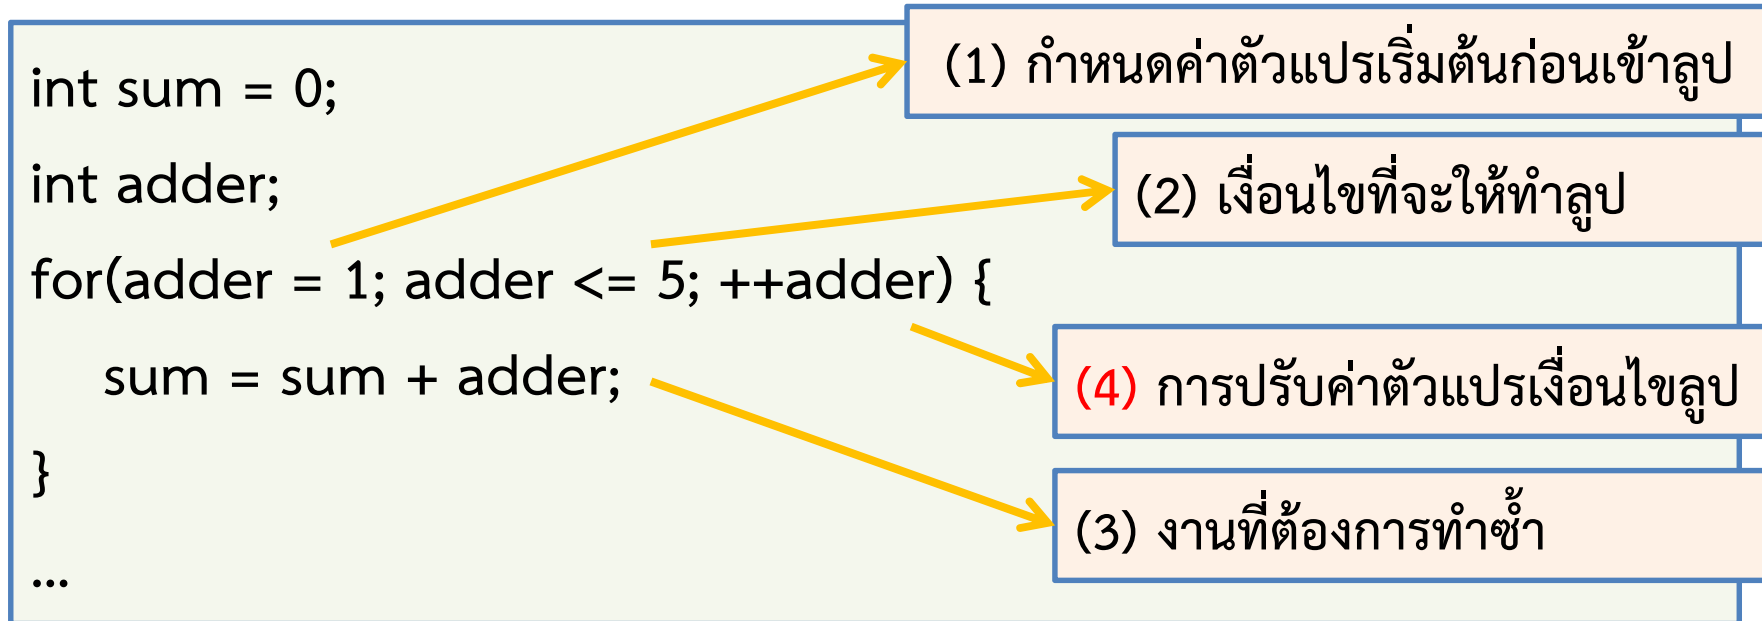 (1) กำหนดค่าตัวแปรเริ่มต้นก่อนเข้าลูป
int sum = 0;
int adder;
(2) เงื่อนไขที่จะให้ทำลูป
for(adder = 1; adder <= 5; ++adder) {
sum = sum + adder;
(4) การปรับค่าตัวแปรเงื่อนไขลูป
}
(3) งานที่ต้องการทำซ้ำ
...